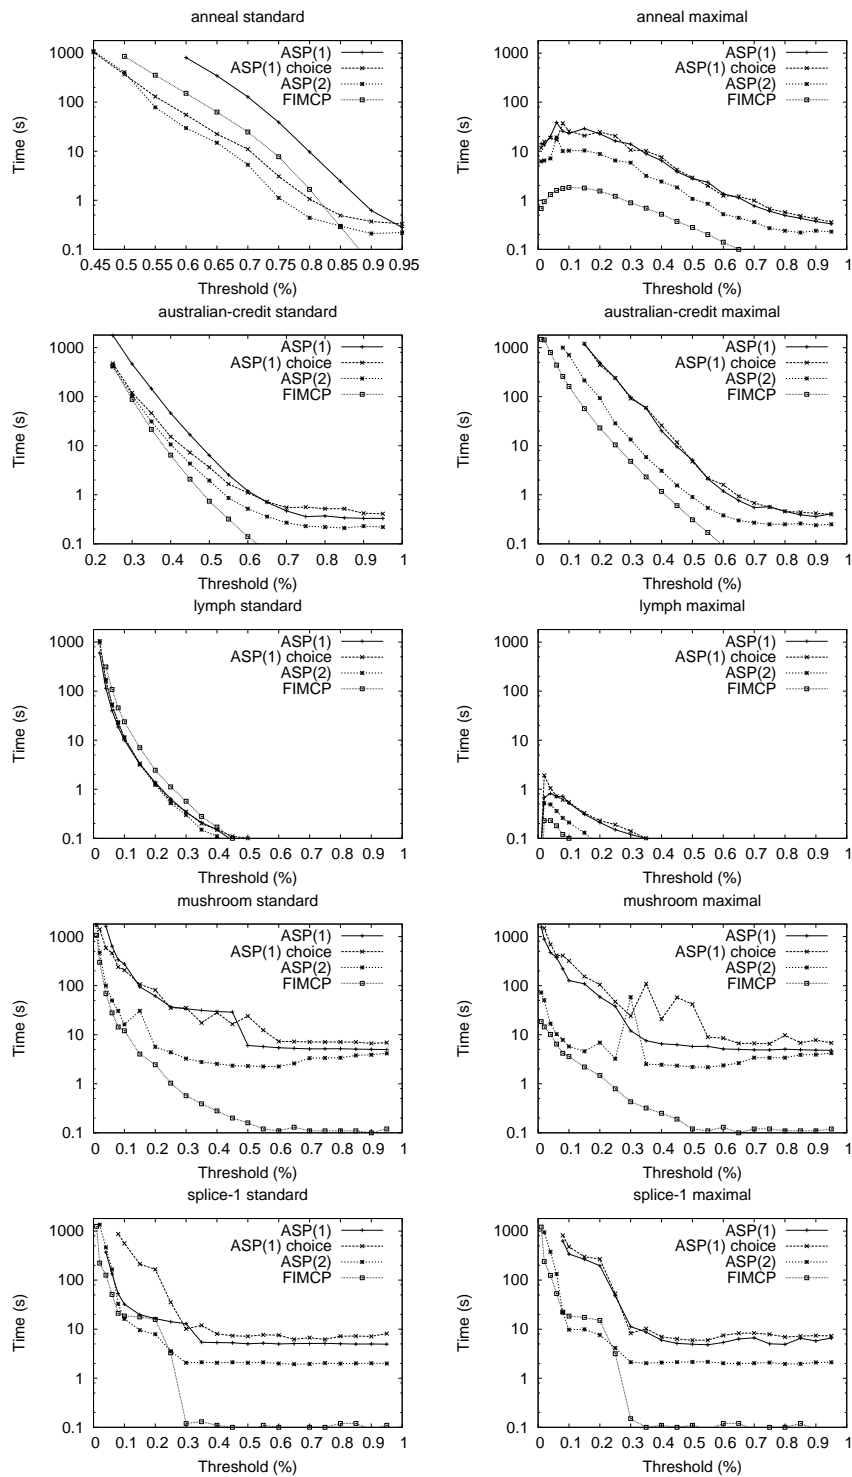 anneal standard
1000
100
10
1
0.1
0.45 0.5 0.55 0.6 0.65 0.7 0.75 0.8 0.85 0.9 0.95
Time (s)
Threshold (%)
ASP(1)
ASP(1) choice
ASP(2)
FIMCP
anneal maximal
1000
100
10
1
0.1
0 0.1 0.2 0.3 0.4 0.5 0.6 0.7 0.8 0.9 1
Time (s)
Threshold (%)
ASP(1)
ASP(1) choice
ASP(2)
FIMCP
australian-credit standard
1000
100
10
1
0.1
0.2 0.3 0.4 0.5 0.6 0.7 0.8 0.9 1
Time (s)
Threshold (%)
ASP(1)
ASP(1) choice
ASP(2)
FIMCP
australian-credit maximal
1000
100
10
1
0.1
0 0.1 0.2 0.3 0.4 0.5 0.6 0.7 0.8 0.9 1
Time (s)
Threshold (%)
ASP(1)
ASP(1) choice
ASP(2)
FIMCP
lymph standard
1000
100
10
1
0.1
0 0.1 0.2 0.3 0.4 0.5 0.6 0.7 0.8 0.9 1
Time (s)
Threshold (%)
ASP(1)
ASP(1) choice
ASP(2)
FIMCP
lymph maximal
1000
100
10
1
0.1
0 0.1 0.2 0.3 0.4 0.5 0.6 0.7 0.8 0.9 1
Time (s)
Threshold (%)
ASP(1)
ASP(1) choice
ASP(2)
FIMCP
mushroom standard
1000
100
10
1
0.1
0 0.1 0.2 0.3 0.4 0.5 0.6 0.7 0.8 0.9 1
Time (s)
Threshold (%)
ASP(1)
ASP(1) choice
ASP(2)
FIMCP
mushroom maximal
1000
100
10
1
0.1
0 0.1 0.2 0.3 0.4 0.5 0.6 0.7 0.8 0.9 1
Time (s)
Threshold (%)
ASP(1)
ASP(1) choice
ASP(2)
FIMCP
splice-1 standard
1000
100
10
1
0.1
0 0.1 0.2 0.3 0.4 0.5 0.6 0.7 0.8 0.9 1
Time (s)
Threshold (%)
ASP(1)
ASP(1) choice
ASP(2)
FIMCP
splice-1 maximal
1000
100
10
1
0.1
0 0.1 0.2 0.3 0.4 0.5 0.6 0.7 0.8 0.9 1
Time (s)
Threshold (%)
ASP(1)
ASP(1) choice
ASP(2)
FIMCP